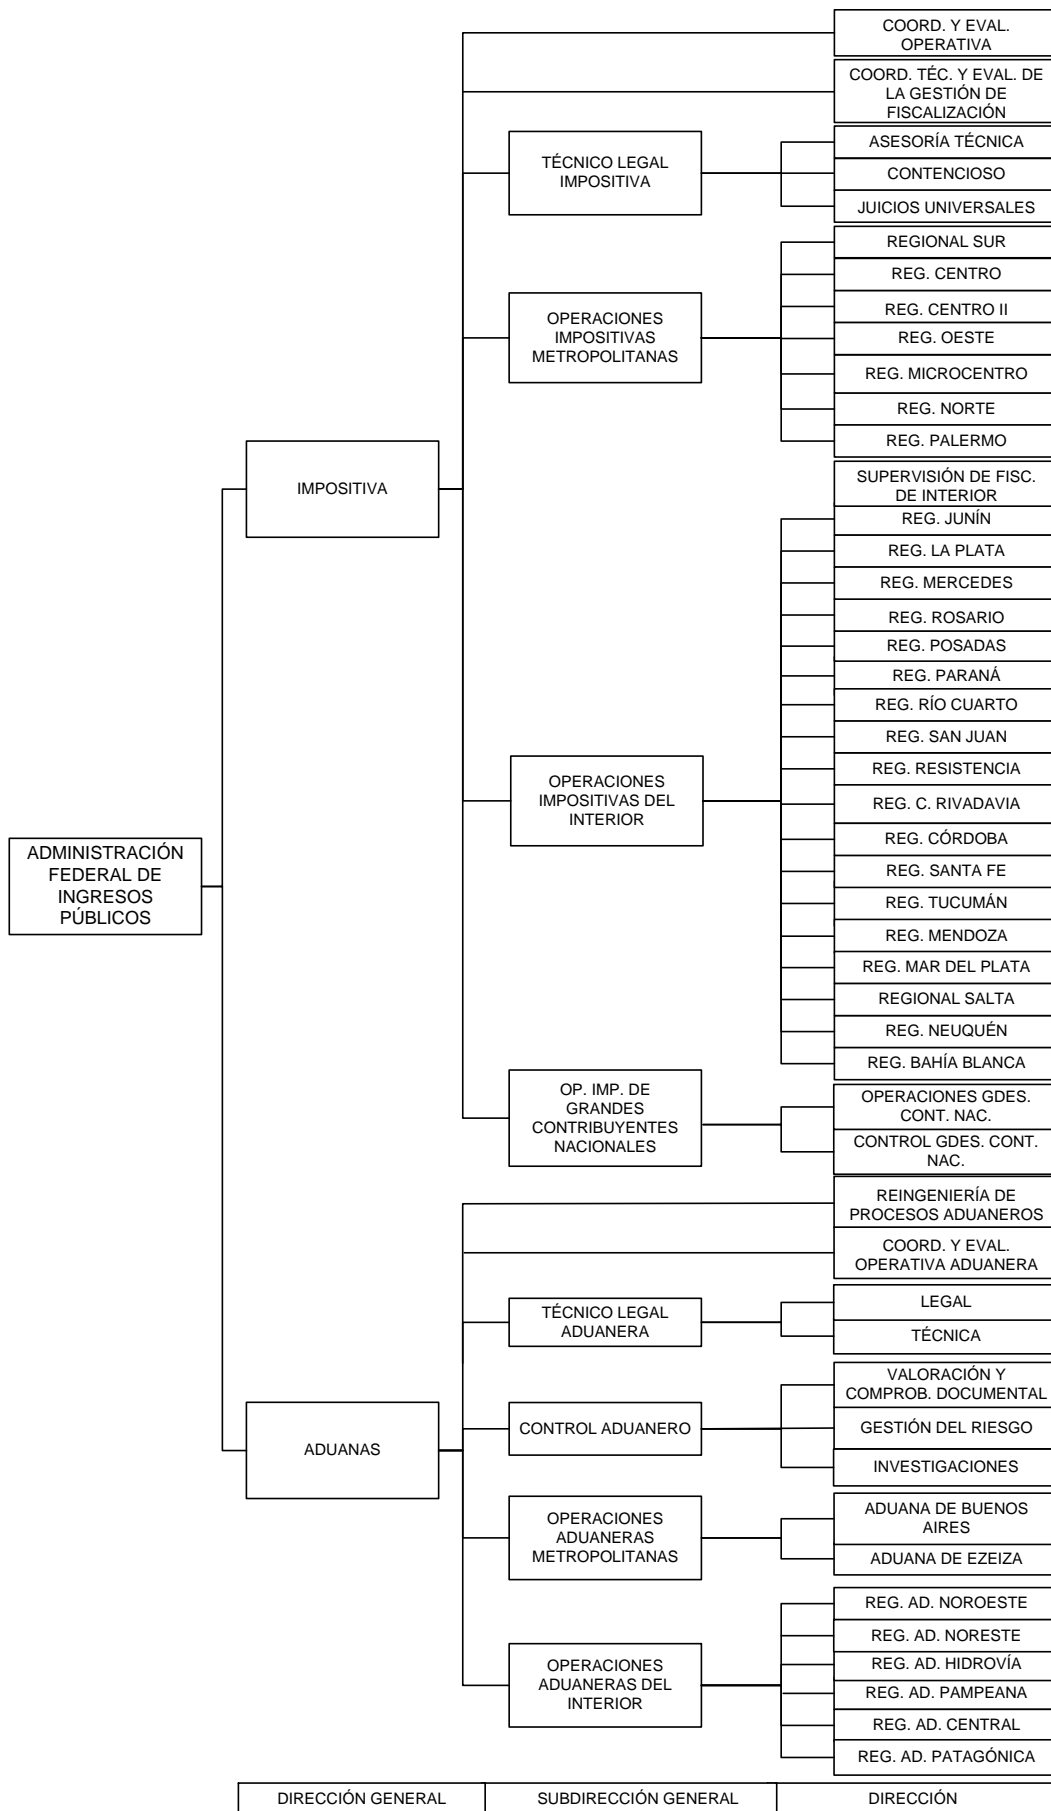 COORD. Y EVAL.
OPERATIVA
COORD. TÉC. Y EVAL. DE
LA GESTIÓN DE
FISCALIZACIÓN
TÉCNICO LEGAL
IMPOSITIVA
ASESORÍA TÉCNICA
CONTENCIOSO
JUICIOS UNIVERSALES
OPERACIONES
IMPOSITIVAS
METROPOLITANAS
REGIONAL SUR
REG. CENTRO
REG. CENTRO II
REG. OESTE
REG. MICROCENTRO
REG. NORTE
REG. PALERMO
IMPOSITIVA
SUPERVISIÓN DE FISC.
DE INTERIOR
REG. JUNÍN
REG. LA PLATA
REG. MERCEDES
REG. ROSARIO
REG. POSADAS
REG. PARANÁ
REG. RÍO CUARTO
REG. SAN JUAN
REG. RESISTENCIA
REG. C. RIVADAVIA
REG. CÓRDOBA
REG. SANTA FE
REG. TUCUMÁN
REG. MENDOZA
REG. MAR DEL PLATA
REGIONAL SALTA
REG. NEUQUÉN
REG. BAHÍA BLANCA
OPERACIONES
IMPOSITIVAS DEL
INTERIOR
ADMINISTRACIÓN
FEDERAL DE
INGRESOS
PÚBLICOS
OP. IMP. DE
GRANDES
CONTRIBUYENTES
NACIONALES
OPERACIONES GDES.
CONT. NAC.
CONTROL GDES. CONT.
NAC.
REINGENIERÍA DE
PROCESOS ADUANEROS
COORD. Y EVAL.
OPERATIVA ADUANERA
TÉCNICO LEGAL
ADUANERA
LEGAL
TÉCNICA
ADUANAS
CONTROL ADUANERO
VALORACIÓN Y
COMPROB. DOCUMENTAL
GESTIÓN DEL RIESGO
INVESTIGACIONES
OPERACIONES
ADUANERAS
METROPOLITANAS
ADUANA DE BUENOS
AIRES
ADUANA DE EZEIZA
OPERACIONES
ADUANERAS DEL
INTERIOR
REG. AD. NOROESTE
REG. AD. NORESTE
REG. AD. HIDROVÍA
REG. AD. PAMPEANA
REG. AD. CENTRAL
REG. AD. PATAGÓNICA
DIRECCIÓN GENERAL
SUBDIRECCIÓN GENERAL
DIRECCIÓN